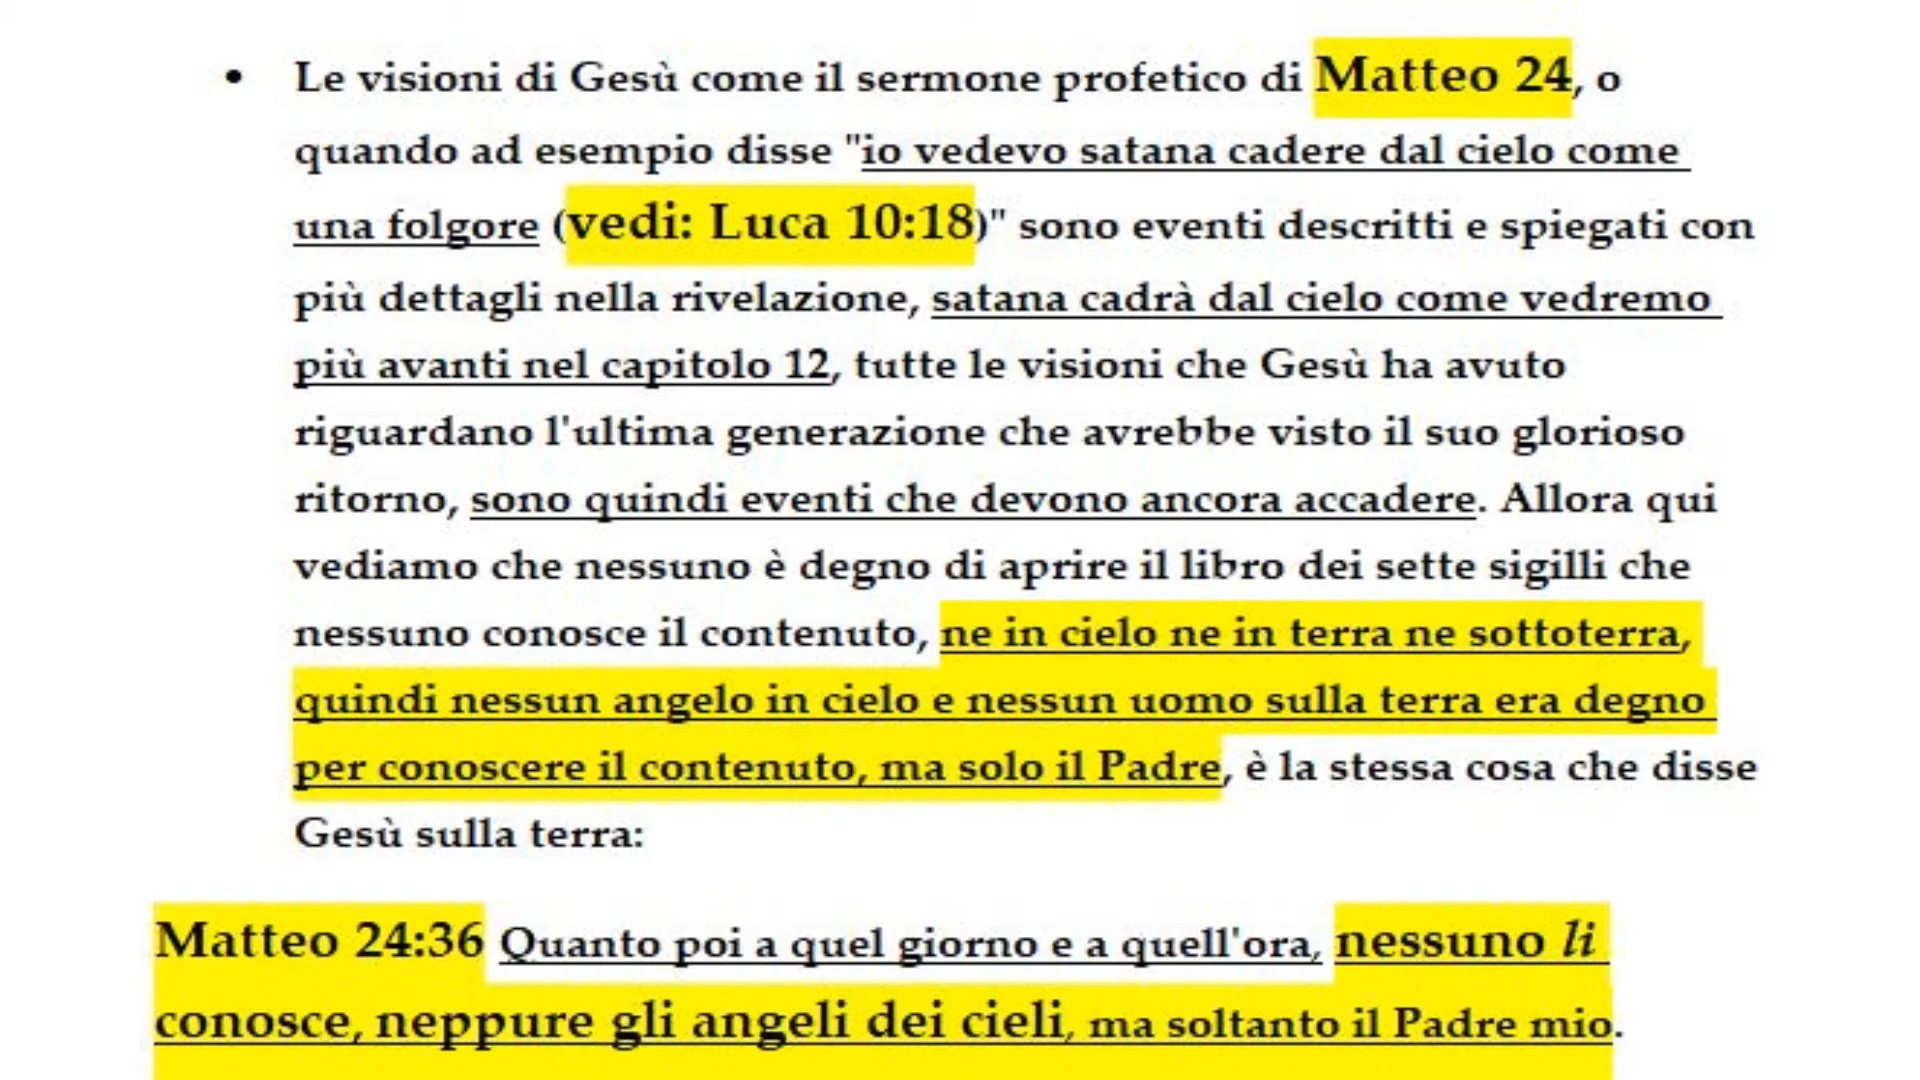 • Le visioni di Gesù come il sermone profetico di Matteo 24, o
quando ad esempio disse "io vedevo satana cadere dal cielo come
una folgore (vedi: Luca 10:18)" sono eventi descritti e spiegati con
più dettagli nella rivelazione, satana cadrà dal cielo come vedremo
più avanti nel capitolo 12, tutte le visioni che Gesù ha avuto
riguardano l'ultima generazione che avrebbe visto il suo glorioso
ritorno, sono quindi eventi che devono ancora accadere. Allora qui
vediamo che nessuno è degno di aprire il libro dei sette sigilli che
nessuno conosce il contenuto, ne in cielo ne in terra ne sottoterra,
quindi nessun angelo in cielo e nessun uomo sulla terra era degno
per conoscere il contenuto, ma solo il Padre, è la stessa cosa che disse
Gesù sulla terra:
Matteo 24:36 Quanto poi a quel giorno e a quell'ora, nessuno li
conosce, neppure gli angeli dei cieli, ma soltanto il Padre mio.